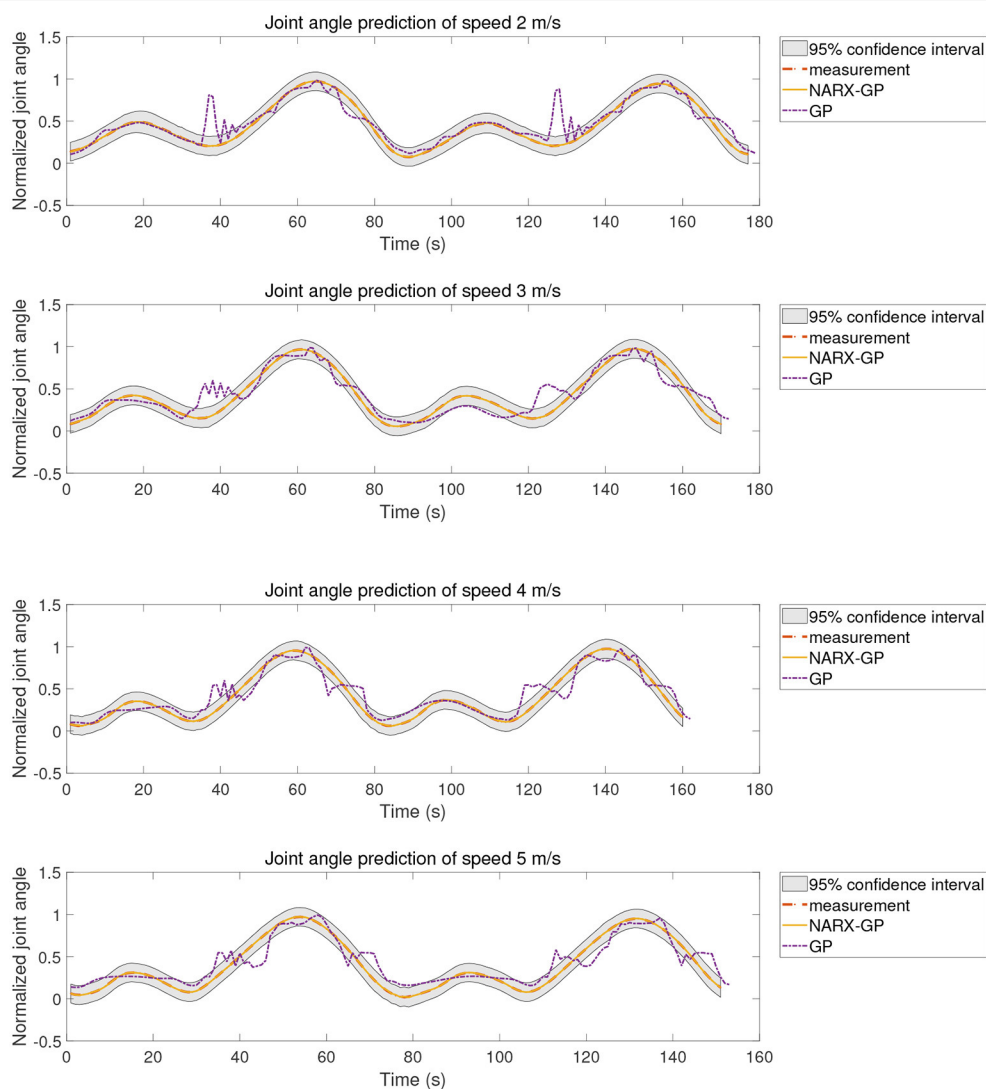 Joint angle prediction of speed 2 m/s
Normalized joint angle
1.5
1
0.5
0
-0.5
0 20 40 60 80 100 120 140 160 180
Time (s)
95% confidence interval
measurement
NARX-GP
GP
Joint angle prediction of speed 3 m/s
Normalized joint angle
1.5
1
0.5
0
-0.5
0 20 40 60 80 100 120 140 160 180
Time (s)
95% confidence interval
measurement
NARX-GP
GP
Joint angle prediction of speed 4 m/s
Normalized joint angle
1.5
1
0.5
0
-0.5
0 20 40 60 80 100 120 140 160 180
Time (s)
95% confidence interval
measurement
NARX-GP
GP
Joint angle prediction of speed 5 m/s
Normalized joint angle
1.5
1
0.5
0
-0.5
0 20 40 60 80 100 120 140 160
Time (s)
95% confidence interval
measurement
NARX-GP
GP